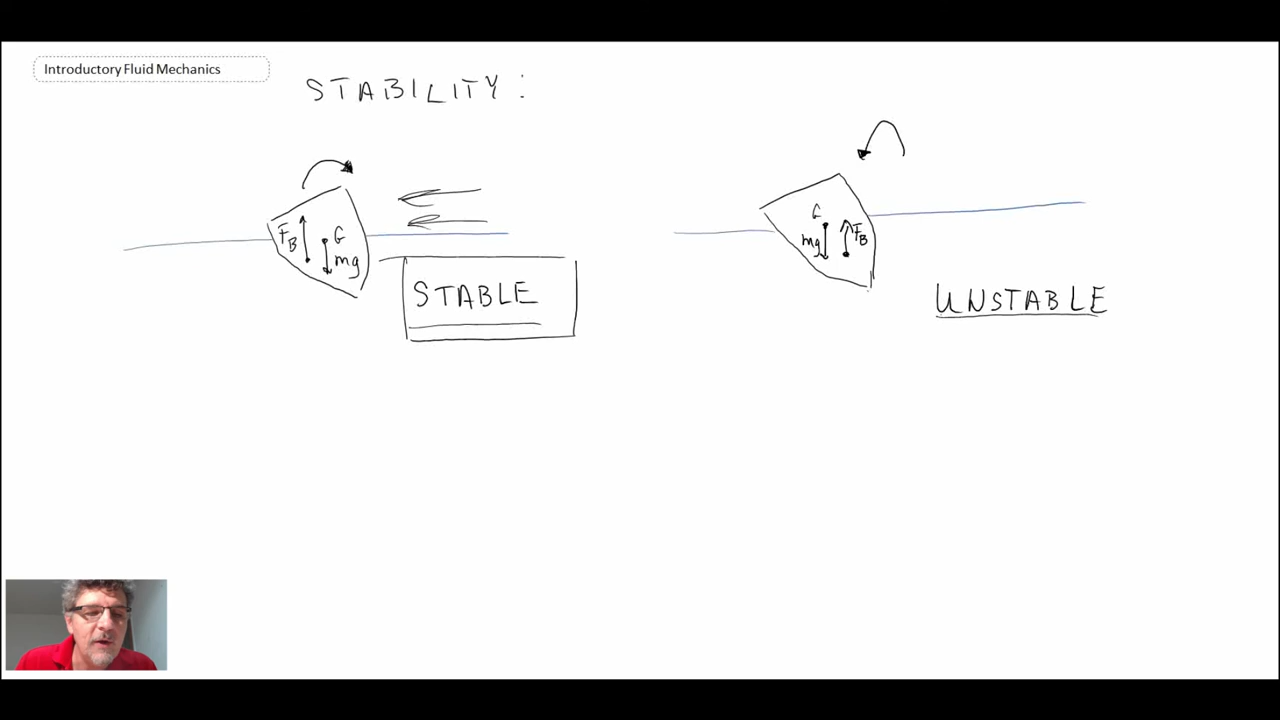 Introductory Fluid Mechanics
STABILITY:
F_B
G
mg
STABLE
G
mg
F_B
UNSTABLE